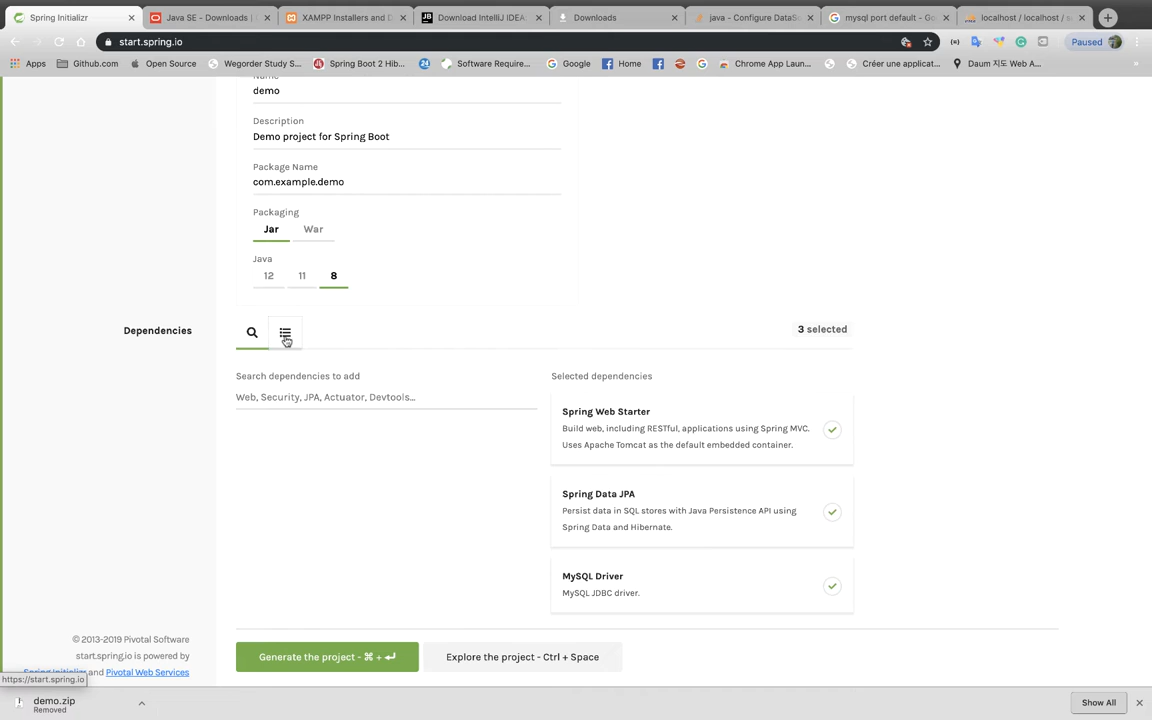 Spring Initializr
Java SE - Downloads |
XAMPP Installers and D
Download IntelliJ IDEA:
Downloads
java - Configure DataSo
mysql port default - Go
localhost / localhost / s
start.spring.io
Paused
Apps
Github.com
Open Source
Wegorder Study S...
Spring Boot 2 Hib...
24
Software Require...
Google
Home
Chrome App Laun...
Créer une applicat...
Daum 지도 Web A...
Name
demo
Description
Demo project for Spring Boot
Package Name
com.example.demo
Packaging
Jar War
Java
12 11 8
Dependencies
3 selected
Search dependencies to add
Web, Security, JPA, Actuator, Devtools...
Selected dependencies
Spring Web Starter
Build web, including RESTful, applications using Spring MVC.
Uses Apache Tomcat as the default embedded container.
Spring Data JPA
Persist data in SQL stores with Java Persistence API using
Spring Data and Hibernate.
MySQL Driver
MySQL JDBC driver.
© 2013-2019 Pivotal Software
start.spring.io is powered by
Spring Initializr and Pivotal Web Services
Generate the project - ⌘ + ↵
Explore the project - Ctrl + Space
https://start.spring.io
demo.zip
Removed
Show All